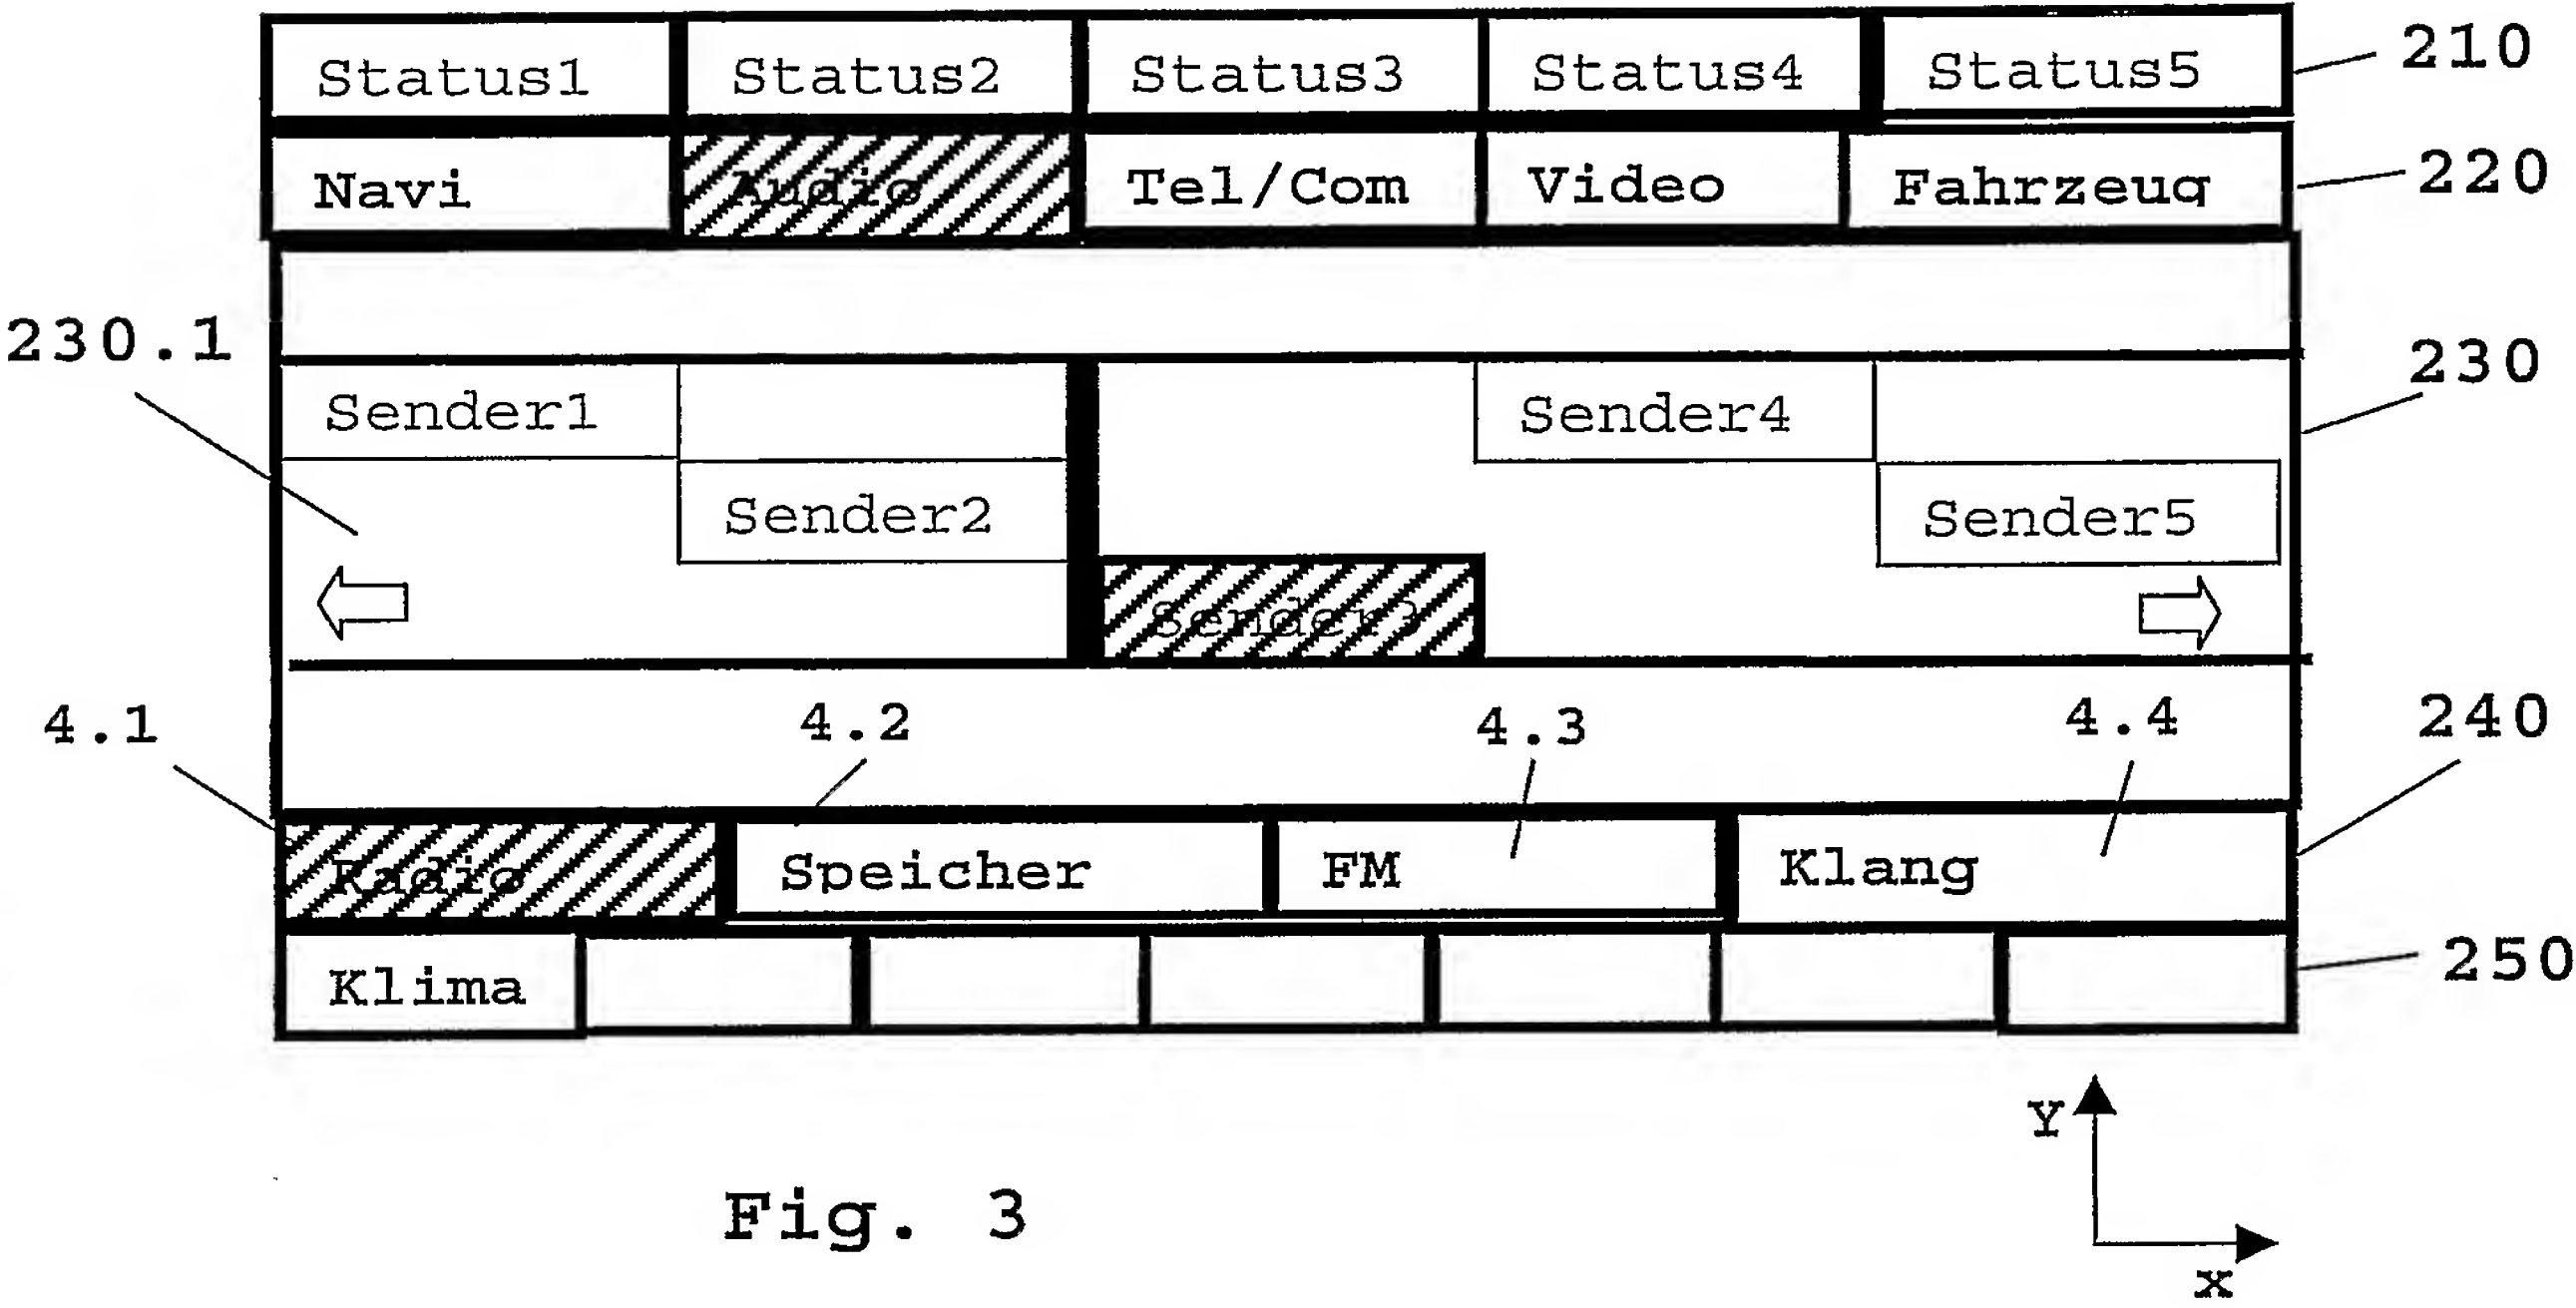 Status1 Status2 Status3 Status4 Status5 210
Navi Audio Tel/Com Video Fahrzeug 220
230.1
230
Sender1 Sender4
Sender2 Sender5
Sender3
4.1 4.2 4.3 4.4 240
Radio Speicher FM Klang
Klima 250
Y
X
Fig. 3